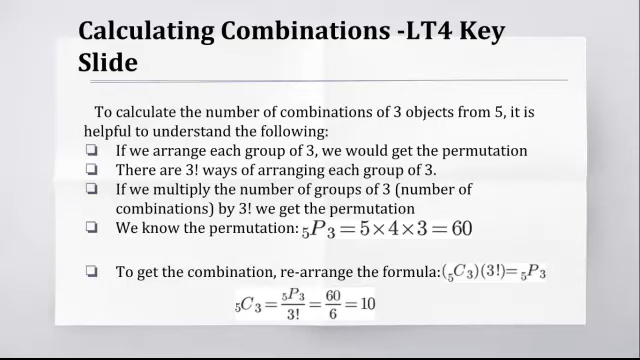 Calculating Combinations -LT4 Key
Slide
To calculate the number of combinations of 3 objects from 5, it is
helpful to understand the following:
❏ If we arrange each group of 3, we would get the permutation
❏ There are 3! ways of arranging each group of 3.
❏ If we multiply the number of groups of 3 (number of
combinations) by 3! we get the permutation
❏ We know the permutation: ₅P₃ = 5×4×3 = 60
❏ To get the combination, re-arrange the formula: (₅C₃)(3!) = ₅P₃
₅C₃ = ₅P₃/3! = 60/6 = 10